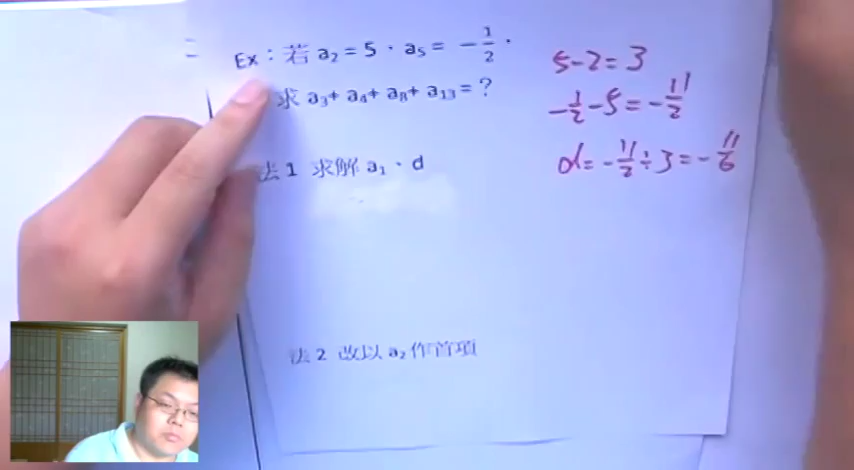 Ex：若 a₂ = 5、a₅ = -1/2、
求 a₃+ a₄+ a₈+ a₁₃ = ?
法 1 求解 a₁、d
法 2 改以 a₂ 作首項
5-2=3
-1/2-5=-11/2
d=-11/2÷3=-11/6